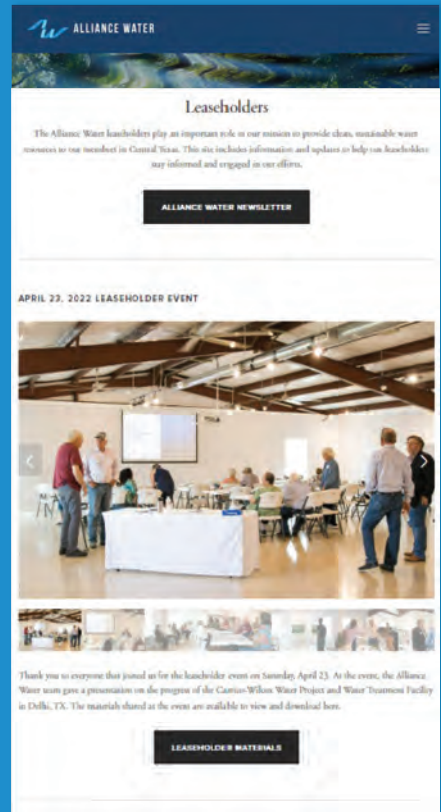 ALLIANCE WATER
Leaseholders
The Alliance Water leaseholders play an important role in our mission to provide clean, sustainable water
resources to our members in Central Texas. This site includes information and updates to help our leaseholders
stay informed and engaged in our efforts.
ALLIANCE WATER NEWSLETTER
APRIL 23, 2022 LEASEHOLDER EVENT
Thank you to everyone that joined us for the leaseholder event on Saturday, April 23. At the event, the Alliance
Water team gave a presentation on the progress of the Carrizo-Wilcox Water Project and Water Treatment Facility
in Delhi, TX. The materials shared at the event are available to view and download here.
LEASEHOLDER MATERIALS